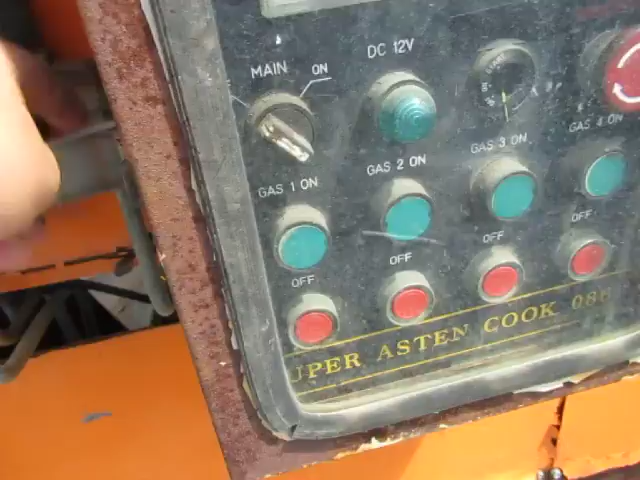 MAIN ON
DC 12V
GAS 1 ON
GAS 2 ON
GAS 3 ON
GAS 4 ON
OFF
OFF
OFF
OFF
UPER ASTEN COOK 08